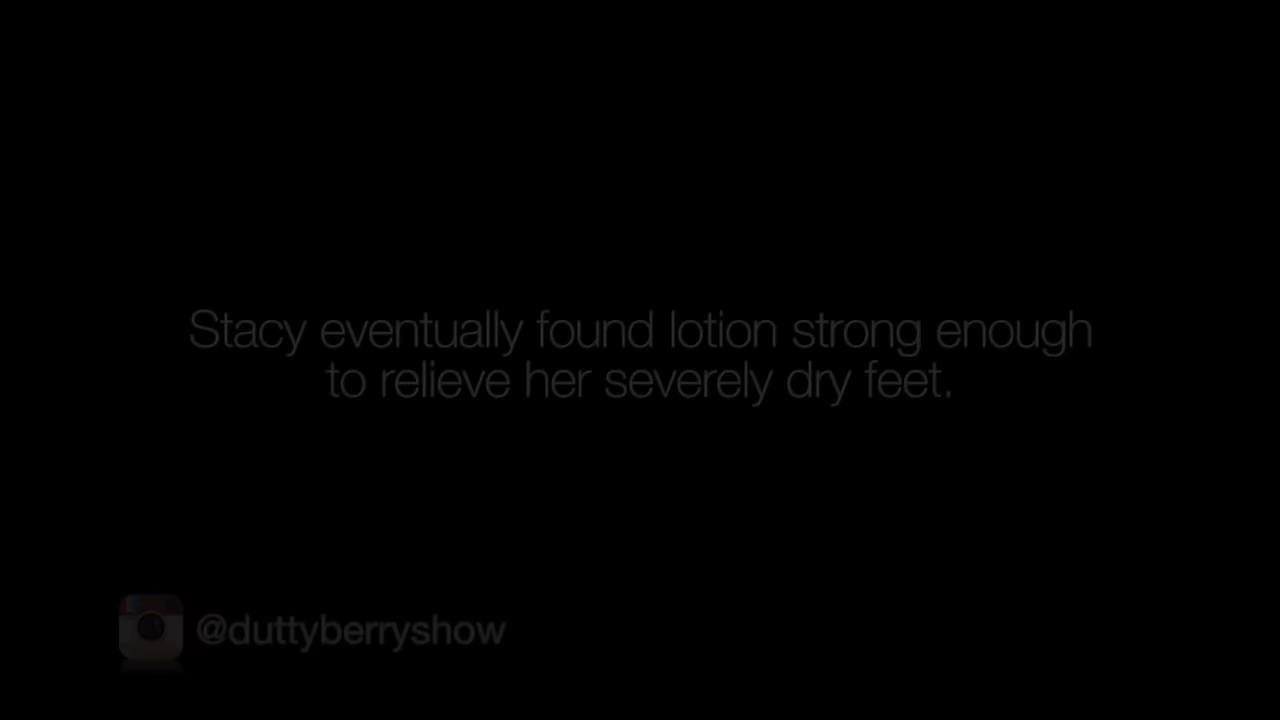 Stacy eventually found lotion strong enough
to relieve her severely dry feet.
@duttyberryshow